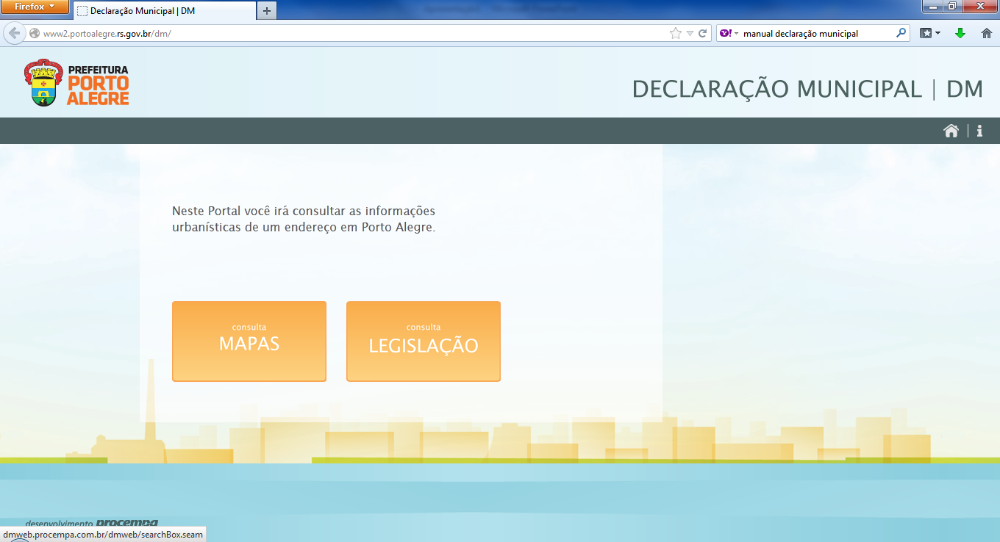 Firefox
Declaração Municipal | DM
www2.portoalegre.rs.gov.br/dm/
Y!
manual declaração municipal
PREFEITURA
PORTO
ALEGRE
DECLARAÇÃO MUNICIPAL | DM
Neste Portal você irá consultar as informações
urbanísticas de um endereço em Porto Alegre.
consulta
MAPAS
consulta
LEGISLAÇÃO
desenvolvimento procempa
dmweb.procempa.com.br/dmweb/searchBox.seam